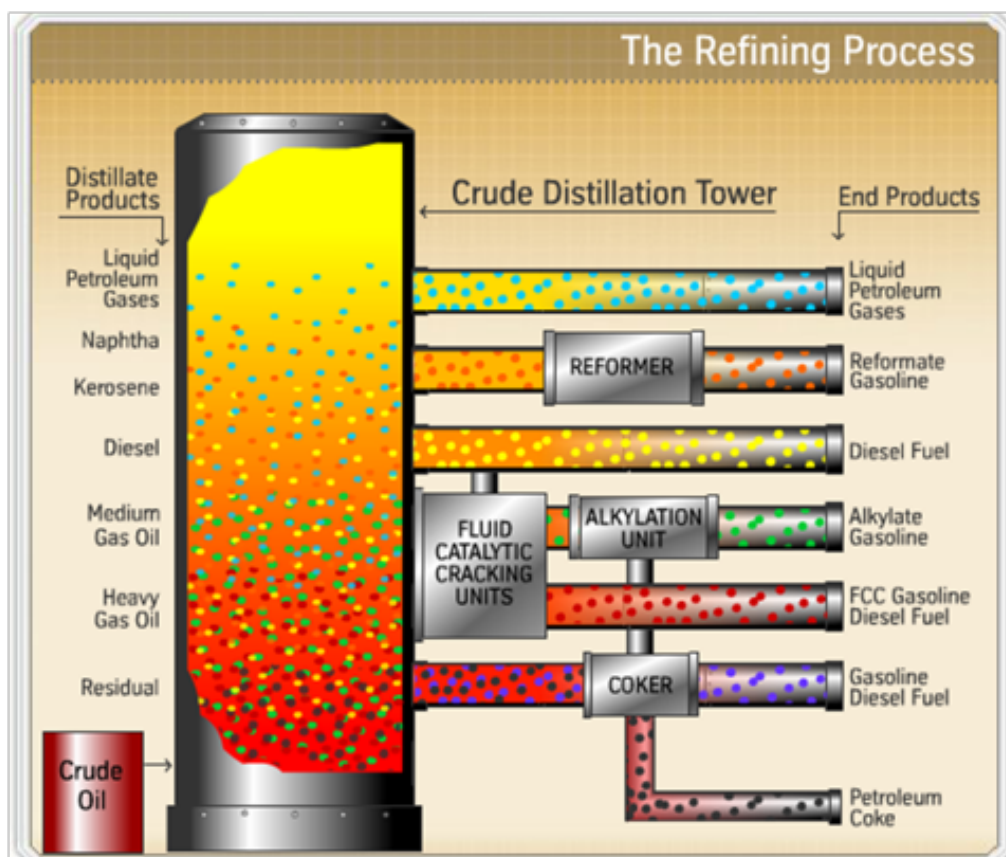 The Refining Process
Distillate
Products
Crude Distillation Tower
End Products
Liquid
Petroleum
Gases
Naphtha
Kerosene
Diesel
Medium
Gas Oil
Heavy
Gas Oil
Residual
Crude
Oil
REFORMER
FLUID
CATALYTIC
CRACKING
UNITS
ALKYLATION
UNIT
COKER
Liquid
Petroleum
Gases
Reformate
Gasoline
Diesel Fuel
Alkylate
Gasoline
FCC Gasoline
Diesel Fuel
Gasoline
Diesel Fuel
Petroleum
Coke